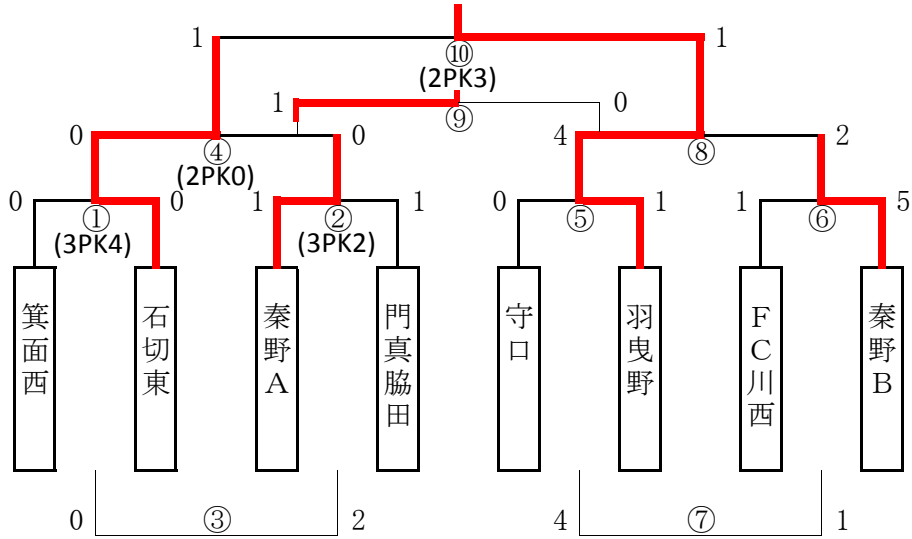 1 1
⑩
(2PK3)
1 0
⑨
0 0 4 2
④ ⑧
(2PK0)
0 0 1 1 0 1 1 5
① ② ⑤ ⑥
(3PK4) (3PK2)
箕面西
石切東
秦野A
門真脇田
守口
羽曳野
FC川西
秦野B
0 ③ 2 4 ⑦ 1